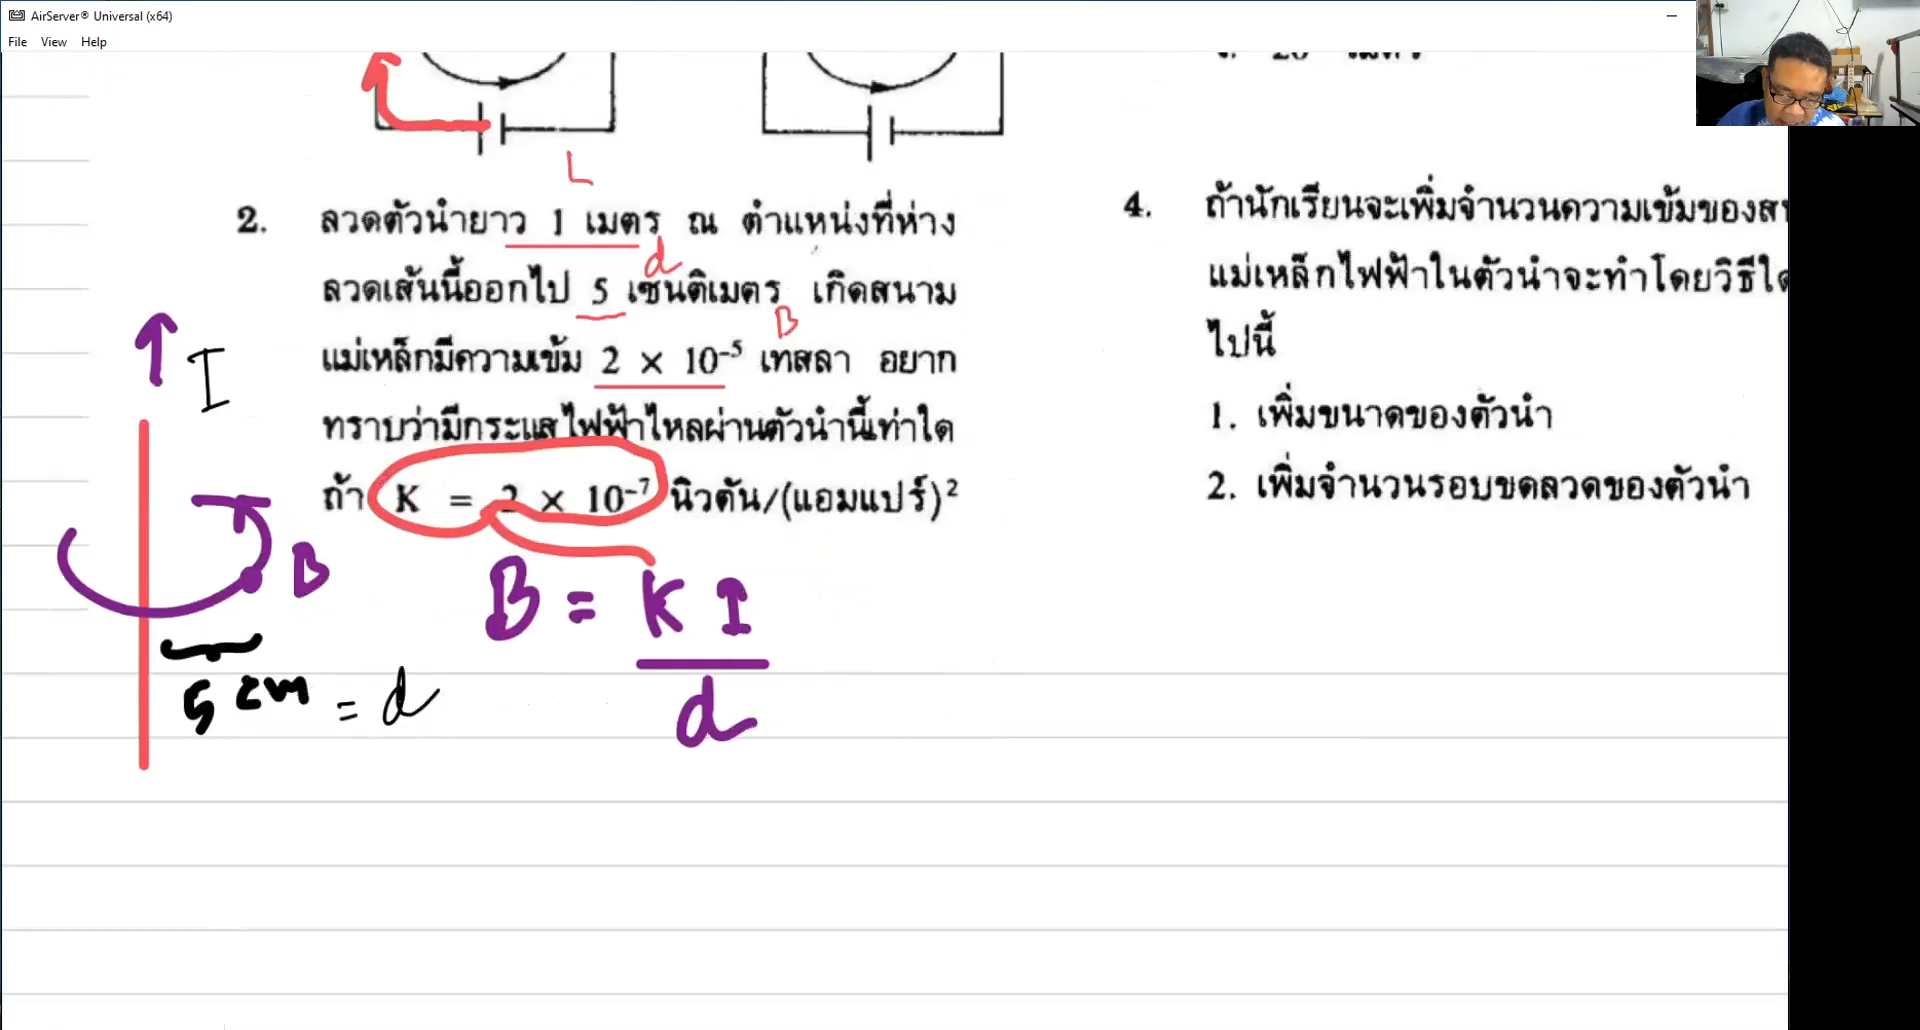 AirServer® Universal (x64)
File View Help
L
2. ลวดตัวนำยาว 1 เมตร ณ ตำแหน่งที่ห่าง
d
ลวดเส้นนี้ออกไป 5 เซนติเมตร เกิดสนาม
B
แม่เหล็กมีความเข้ม 2 × 10⁻⁵ เทสลา อยาก
ทราบว่ามีกระแสไฟฟ้าไหลผ่านตัวนำนี้เท่าใด
ถ้า K = 2 × 10⁻⁷ นิวตัน/(แอมแปร์)²
I
B
5 cm = d
B = K I
d
4. ถ้านักเรียนจะเพิ่มจำนวนความเข้มของ
แม่เหล็กไฟฟ้าในตัวนำจะทำโดยวิธีใด
ไปนี้
1. เพิ่มขนาดของตัวนำ
2. เพิ่มจำนวนรอบขดลวดของตัวนำ